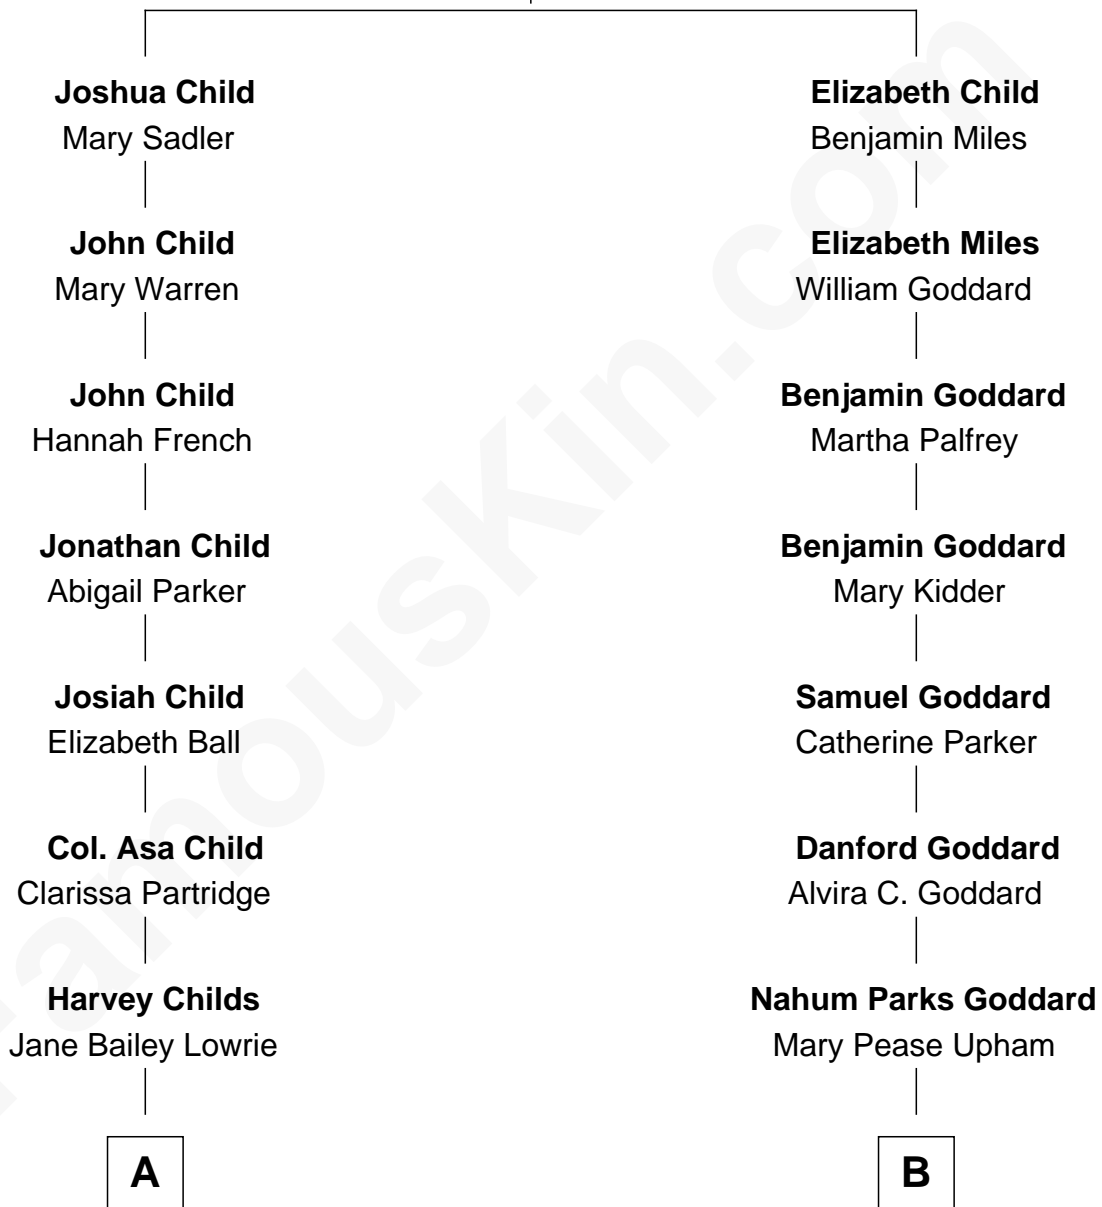 Joshua Child
Mary Sadler
John Child
Mary Warren
John Child
Hannah French
Jonathan Child
Abigail Parker
Josiah Child
Elizabeth Ball
Col. Asa Child
Clarissa Partridge
Harvey Childs
Jane Bailey Lowrie
A
Elizabeth Child
Benjamin Miles
Elizabeth Miles
William Goddard
Benjamin Goddard
Martha Palfrey
Benjamin Goddard
Mary Kidder
Samuel Goddard
Catherine Parker
Danford Goddard
Alvira C. Goddard
Nahum Parks Goddard
Mary Pease Upham
B
FamousKin.com